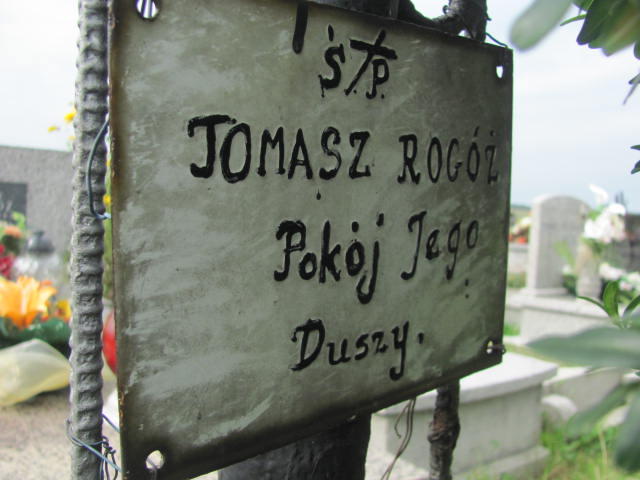 Ś.†P.
TOMASZ ROGÓŻ
Pokój Jego
Duszy.